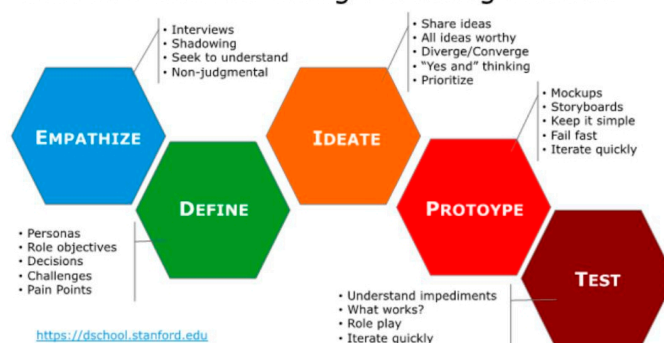 • Interviews
• Shadowing
• Seek to understand
• Non-judgmental
EMPATHIZE
• Personas
• Role objectives
• Decisions
• Challenges
• Pain Points
DEFINE
• Share ideas
• All ideas worthy
• Diverge/Converge
• “Yes and” thinking
• Prioritize
IDEATE
• Mockups
• Storyboards
• Keep it simple
• Fail fast
• Iterate quickly
PROTOYPE
• Understand impediments
• What works?
• Role play
• Iterate quickly
TEST
https://dschool.stanford.edu